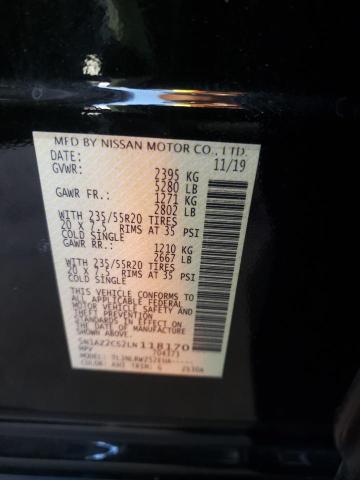 MFD BY NISSAN MOTOR CO., LTD.
DATE: 11/19
GVWR: 2395 KG
5280 LB
GAWR FR.: 1271 KG
2802 LB
WITH 235/55R20 TIRES
20 X 7.5 RIMS AT 35 PSI
COLD SINGLE
GAWR RR.: 1210 KG
2667 LB
WITH 235/55R20 TIRES
20 X 7.5 RIMS AT 35 PSI
COLD SINGLE
THIS VEHICLE CONFORMS TO
ALL APPLICABLE FEDERAL
MOTOR VEHICLE SAFETY AND
THEFT PREVENTION
STANDARDS IN EFFECT ON
THE DATE OF MANUFACTURE
SHOWN ABOVE.
5N1AZ2CS2LN118170
MPV
MODEL:
COLOR: TRIM: G